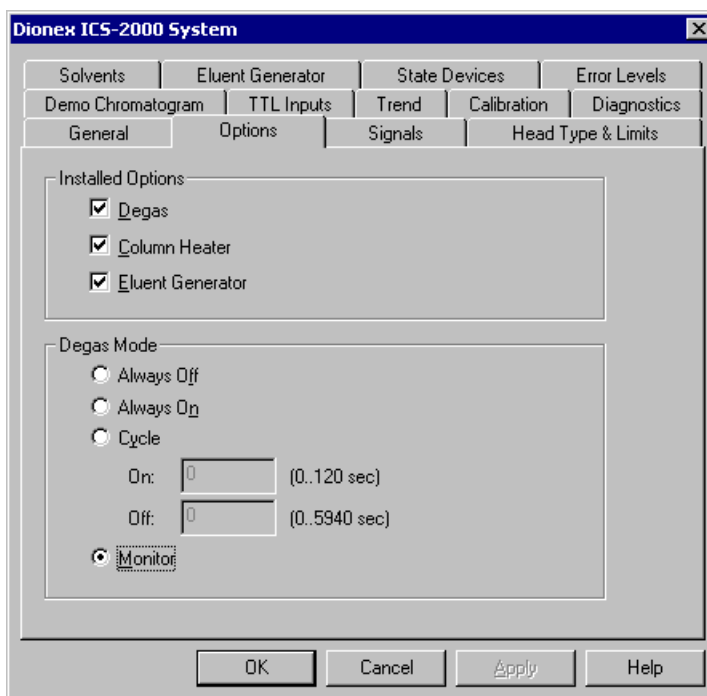 Dionex ICS-2000 System
Solvents Eluent Generator State Devices Error Levels
Demo Chromatogram TTL Inputs Trend Calibration Diagnostics
General Options Signals Head Type & Limits
Installed Options
Degas
Column Heater
Eluent Generator
Degas Mode
Always Off
Always On
Cycle
On: 0 (0..120 sec)
Off: 0 (0..5940 sec)
Monitor
OK Cancel Apply Help